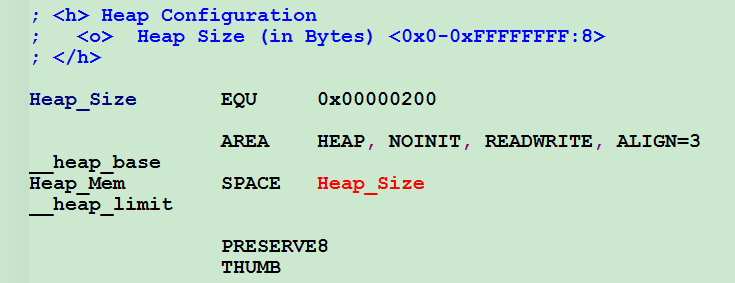 ; <h> Heap Configuration
;   <o>  Heap Size (in Bytes) <0x0-0xFFFFFFFF:8>
; </h>
Heap_Size       EQU     0x00000200
                AREA    HEAP, NOINIT, READWRITE, ALIGN=3
__heap_base
Heap_Mem        SPACE   Heap_Size
__heap_limit
                PRESERVE8
                THUMB